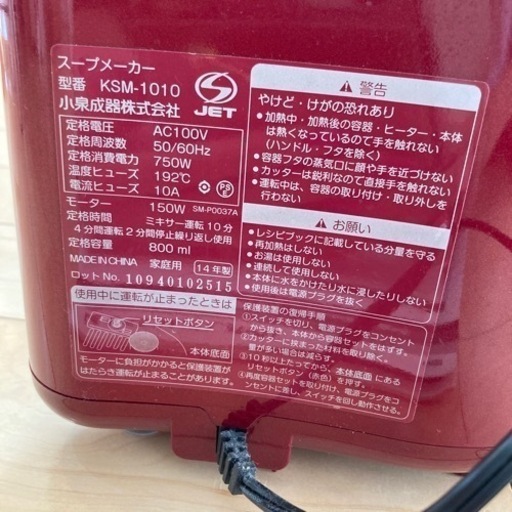 スープメーカー
型番 KSM-1010
小泉成器株式会社
JET
定格電圧 AC100V
定格周波数 50/60Hz
定格消費電力 750W
温度ヒューズ 192℃
電流ヒューズ 10A
PS
E
モーター 150W SM-P0037A
定格時間 ミキサー運転10分
4分間運転2分間停止繰り返し使用
定格容量 800ml
MADE IN CHINA 家庭用 14年製
ロットNo. 10940102515
使用中に運転が止まったときは
リセットボタン
本体底面
モーターに負担がかかると保護装置が
はたらき運転が止まることがあります。
警告
やけど・けがの恐れあり
●加熱中・加熱後の容器・ヒーター・本体
は熱くなっているので手を触れない
(ハンドル・フタを除く)
●容器フタの蒸気口に顔や手を近づけない
●カッターは鋭利なので直接手を触れない
●運転中は、容器の取り付け・取り外しを
行わない
お願い
●レシピブックに記載している分量を守る
●再加熱はしない
●お湯は使用しない
●連続して使用しない
●本体に水をかけたり水に浸したりしない
●使用後は電源プラグを抜く
保護装置の復帰手順
①スイッチを切り、電源プラグをコンセント
から抜き、本体から容器セットをはずす。
②カッターに挟まった材料を取り除く。
量が多い場合は減らす。
③10秒以上たってから、本体底面にある
リセットボタン(赤色)を押す。
④再度容器セットを取り付け、電源プラグをコン
セントに差し、スイッチを回し動作させる。